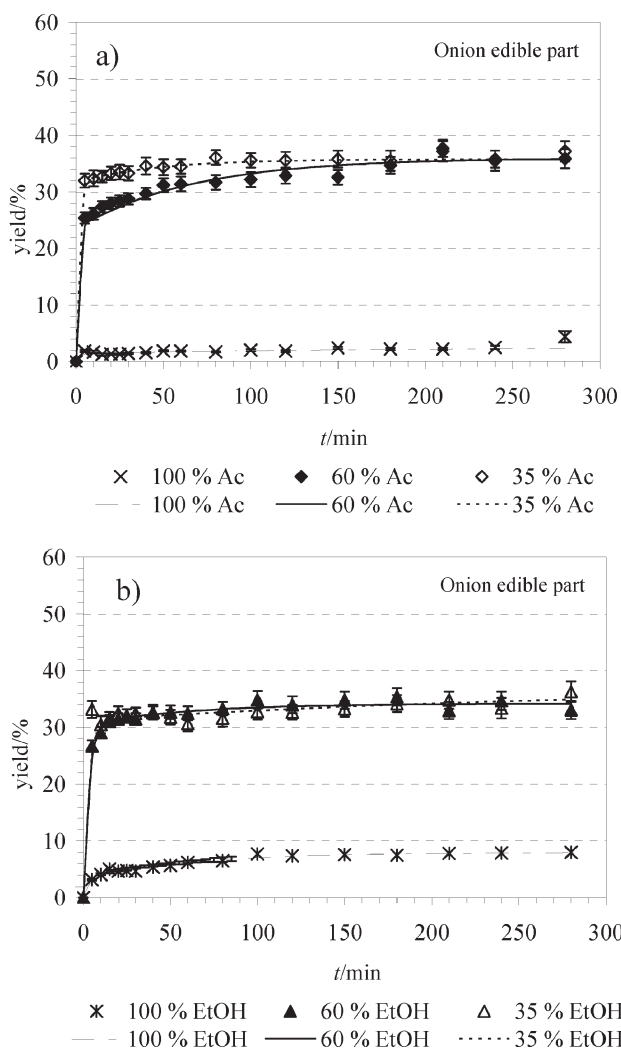 60
a)
Onion edible part
50
40
30
yield/%
20
10
0
0 50 100 150 200 250 300
t/min
100 % Ac 60 % Ac 35 % Ac
100 % Ac 60 % Ac 35 % Ac
60
b)
Onion edible part
50
40
30
yield/%
20
10
0
0 50 100 150 200 250 300
t/min
100 % EtOH 60 % EtOH 35 % EtOH
100 % EtOH 60 % EtOH 35 % EtOH